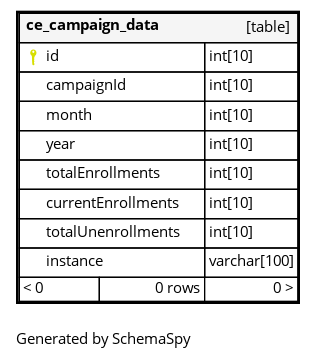 ce_campaign_data [table]
id int[10]
campaignId int[10]
month int[10]
year int[10]
totalEnrollments int[10]
currentEnrollments int[10]
totalUnenrollments int[10]
instance varchar[100]
< 0 0 rows 0 >
Generated by SchemaSpy